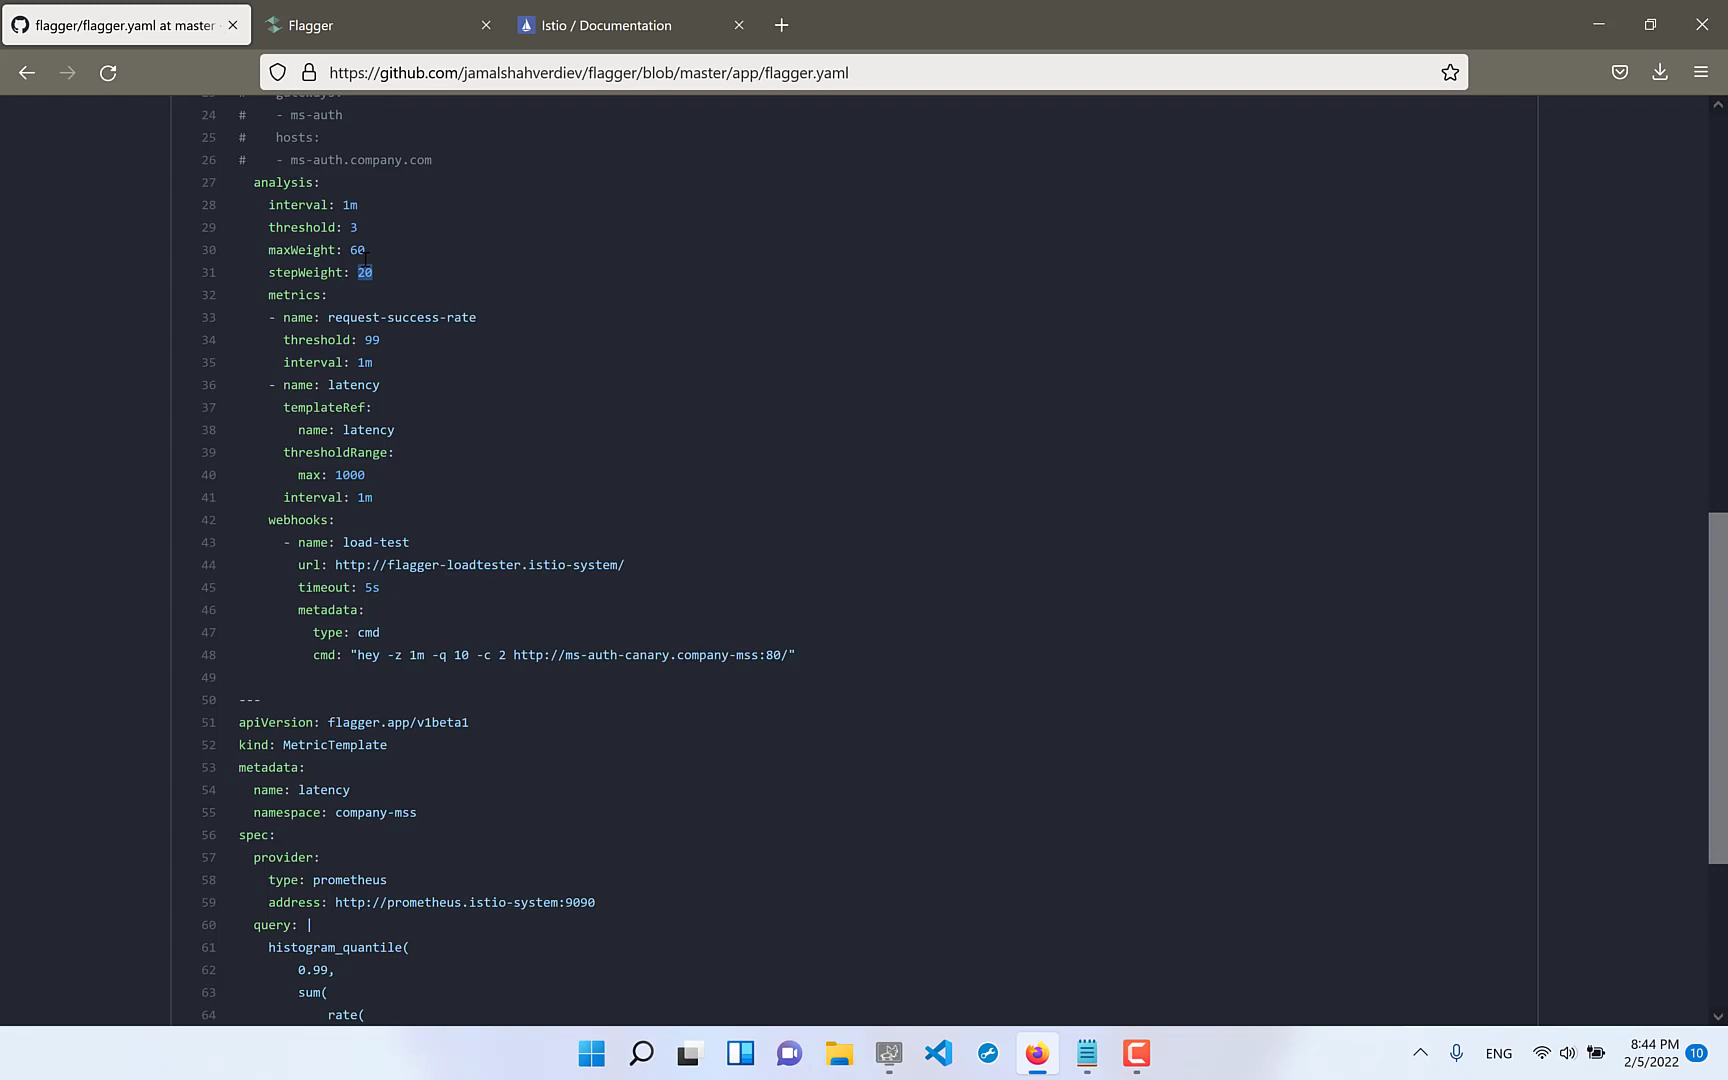 flagger/flagger.yaml at master
Flagger
Istio / Documentation
https://github.com/jamalshahverdiev/flagger/blob/master/app/flagger.yaml
24 #    - ms-auth
25 #    hosts:
26 #    - ms-auth.company.com
27 analysis:
28 interval: 1m
29 threshold: 3
30 maxWeight: 60
31 stepWeight: 20
32 metrics:
33 - name: request-success-rate
34 threshold: 99
35 interval: 1m
36 - name: latency
37 templateRef:
38 name: latency
39 thresholdRange:
40 max: 1000
41 interval: 1m
42 webhooks:
43 - name: load-test
44 url: http://flagger-loadtester.istio-system/
45 timeout: 5s
46 metadata:
47 type: cmd
48 cmd: "hey -z 1m -q 10 -c 2 http://ms-auth-canary.company-mss:80/"
49
50 ---
51 apiVersion: flagger.app/v1beta1
52 kind: MetricTemplate
53 metadata:
54 name: latency
55 namespace: company-mss
56 spec:
57 provider:
58 type: prometheus
59 address: http://prometheus.istio-system:9090
60 query: |
61 histogram_quantile(
62 0.99,
63 sum(
64 rate(
ENG
8:44 PM
2/5/2022
10